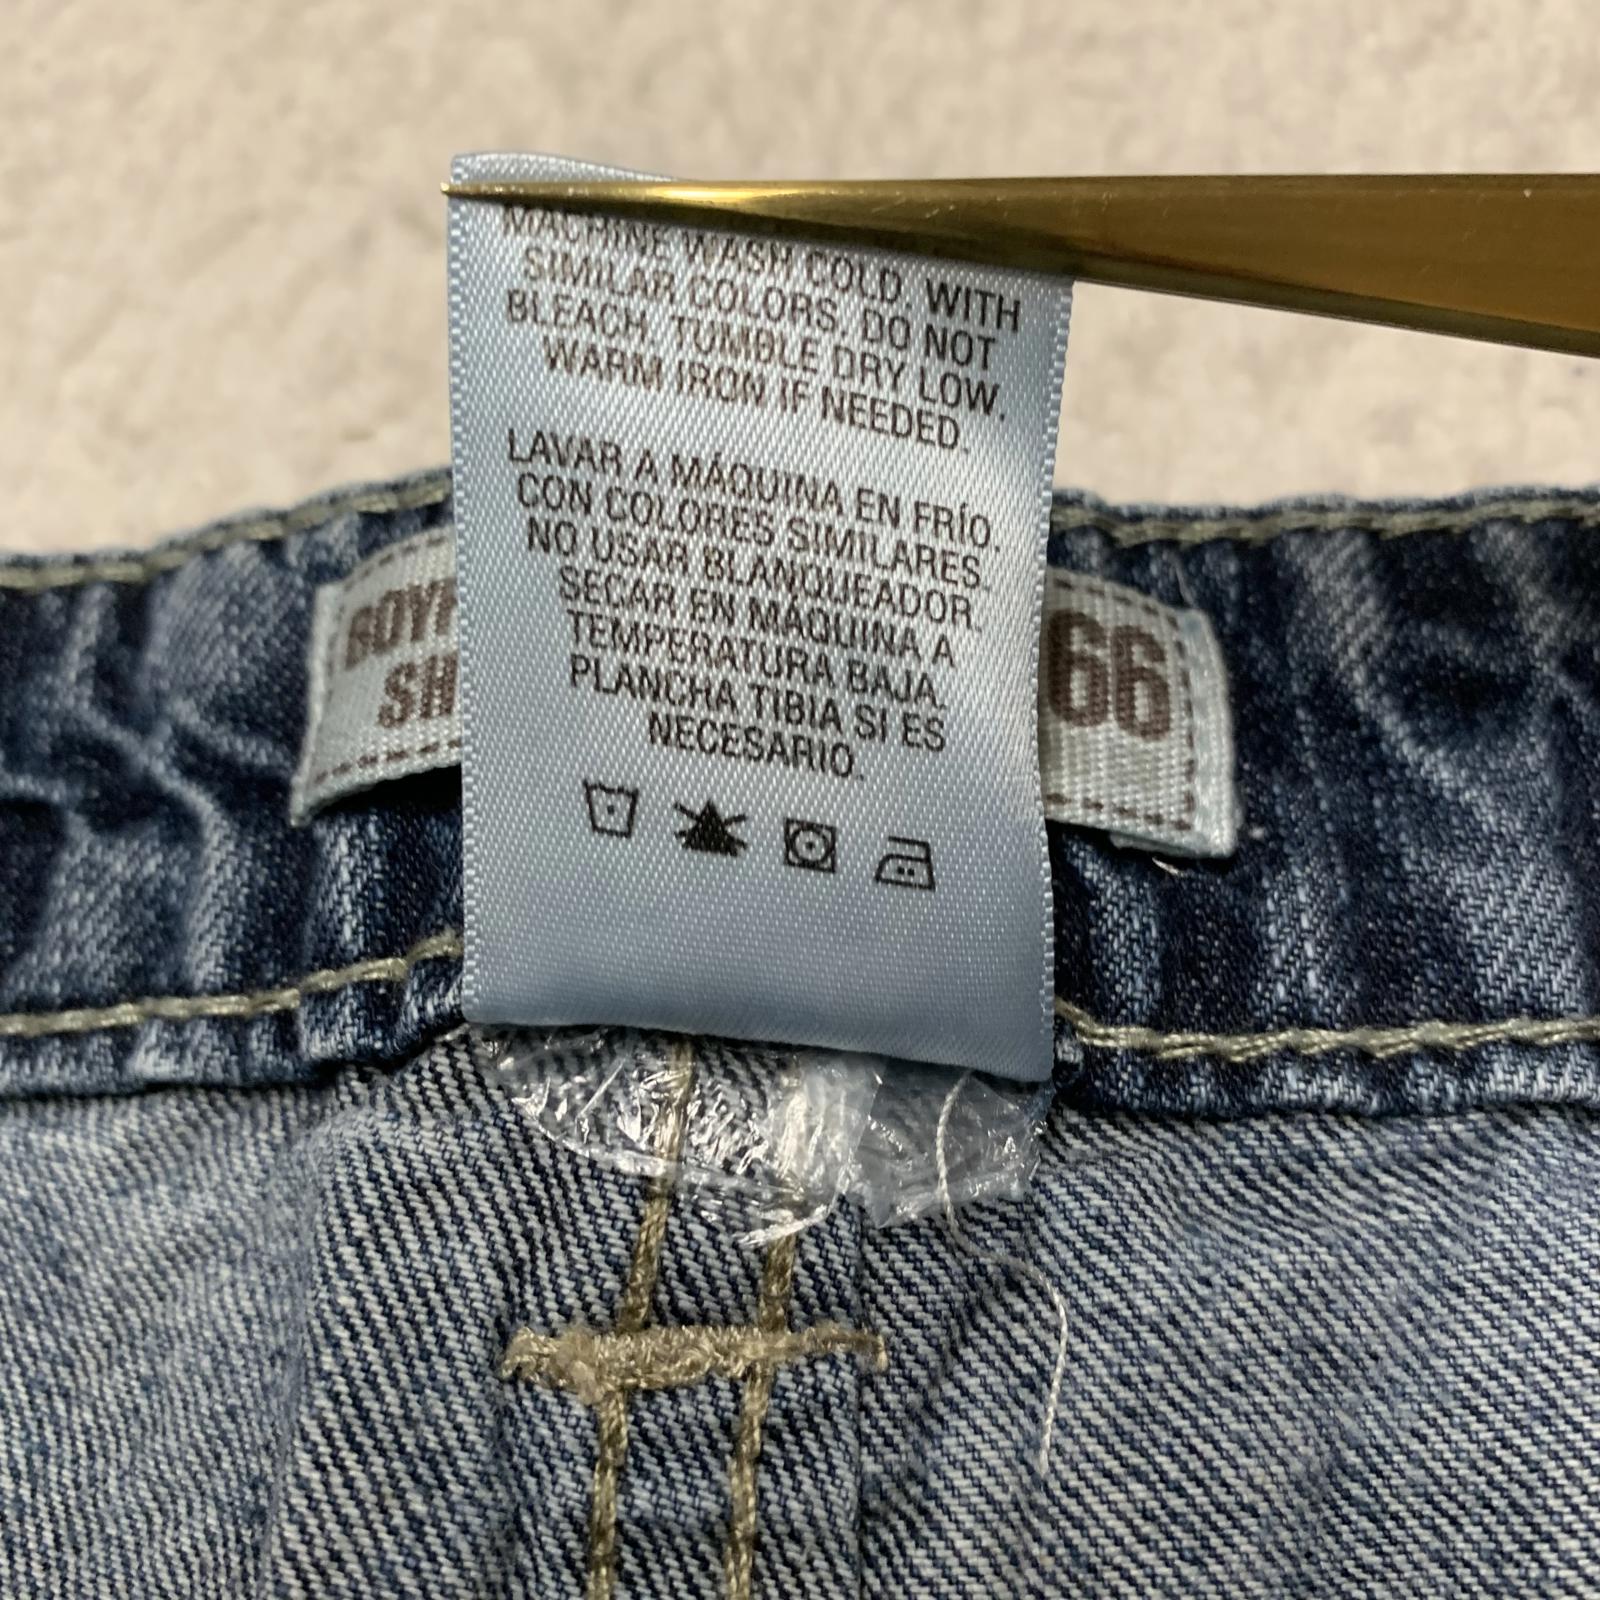 MACHINE WASH COLD. WITH
SIMILAR COLORS. DO NOT
BLEACH. TUMBLE DRY LOW.
WARM IRON IF NEEDED.
LAVAR A MÁQUINA EN FRÍO.
CON COLORES SIMILARES.
NO USAR BLANQUEADOR.
SECAR EN MÁQUINA A
TEMPERATURA BAJA.
PLANCHA TIBIA SI ES
NECESARIO.
66